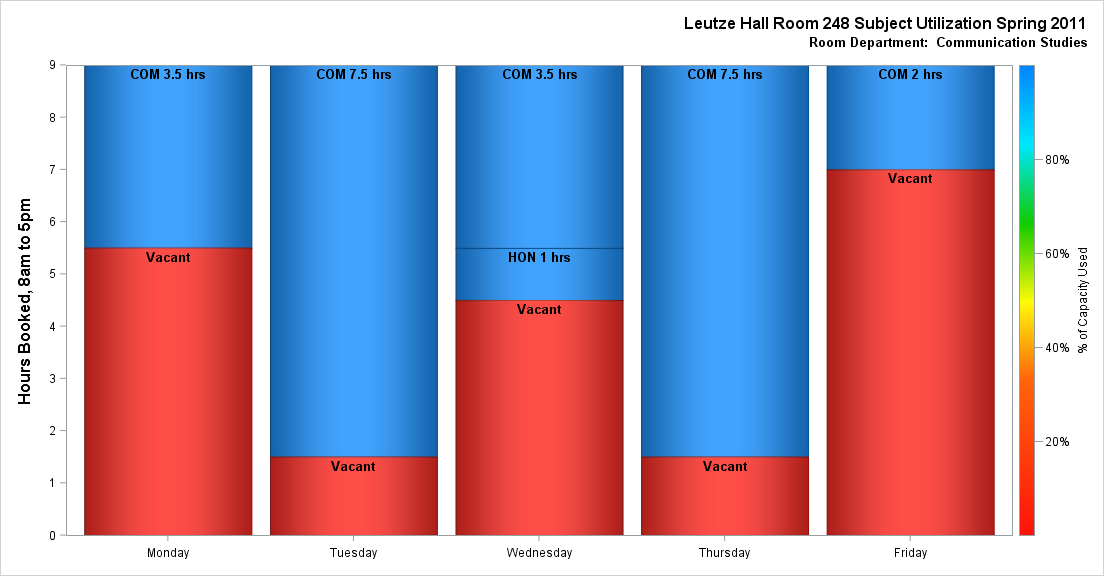 Leutze Hall Room 248 Subject Utilization Spring 2011
Room Department:  Communication Studies
Hours Booked, 8am to 5pm
9
8
7
6
5
4
3
2
1
0
COM 3.5 hrs
Vacant
COM 7.5 hrs
Vacant
COM 3.5 hrs
HON 1 hrs
Vacant
COM 7.5 hrs
Vacant
COM 2 hrs
Vacant
Monday
Tuesday
Wednesday
Thursday
Friday
80%
60%
40%
20%
% of Capacity Used